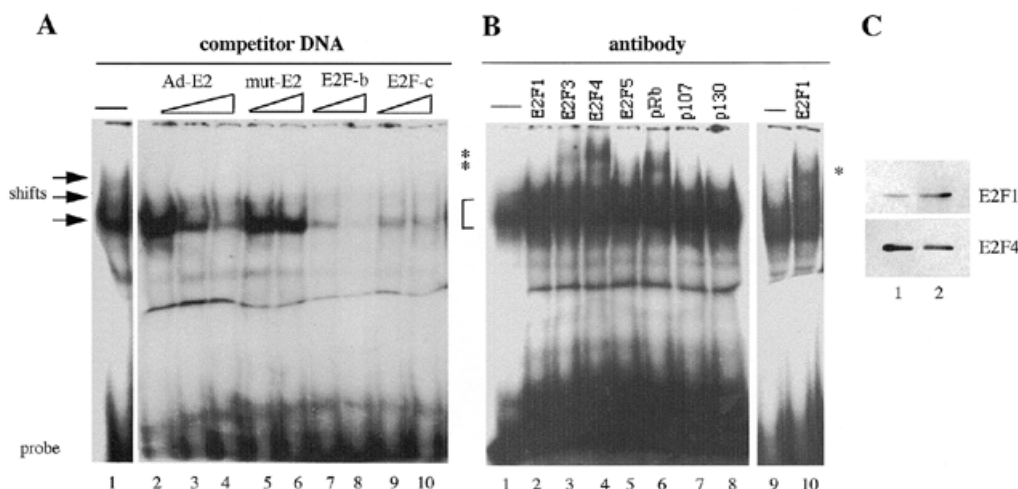 A
competitor DNA
Ad-E2 mut-E2 E2F-b E2F-c
shifts
probe
1 2 3 4 5 6 7 8 9 10
B
antibody
E2F1 E2F3 E2F4 E2F5 pRb p107 p130 E2F1
**
*
1 2 3 4 5 6 7 8 9 10
C
E2F1
E2F4
1 2